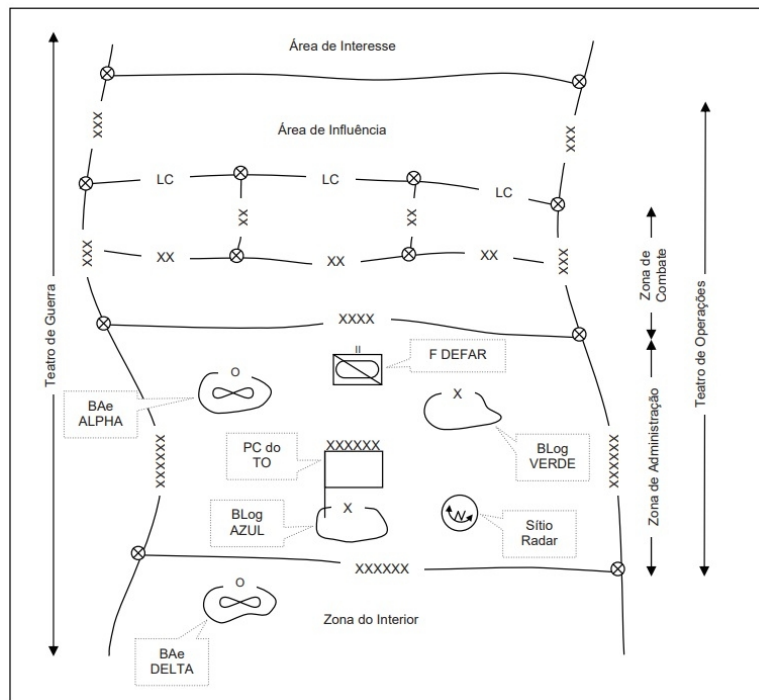 Área de Interesse
XXX
XXX
Área de Influência
LC
LC
LC
XX
XX
XXX
XX
XX
XX
XXX
Zona de
Combate
Teatro de Guerra
Teatro de Operações
XXXX
II
F DEFAR
O
BAe
ALPHA
X
BLog
VERDE
XXXXXX
PC do
TO
XXXXXX
XXXXXX
Zona de Administração
BLog
AZUL
X
N
Sítio
Radar
XXXXXX
O
Zona do Interior
BAe
DELTA